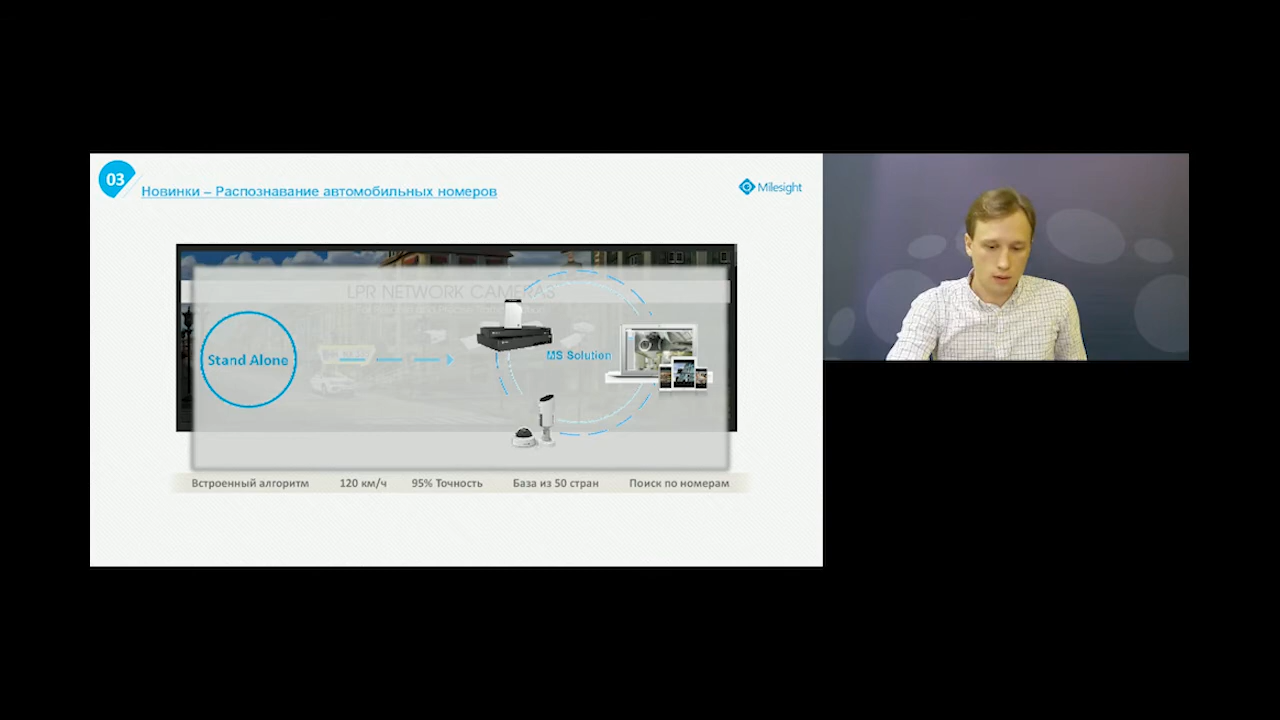 03
Новинки – Распознавание автомобильных номеров
Milesight
LPR NETWORK CAMERAS
Stand Alone
MS Solution
Встроенный алгоритм 120 км/ч 95% Точность База из 50 стран Поиск по номерам